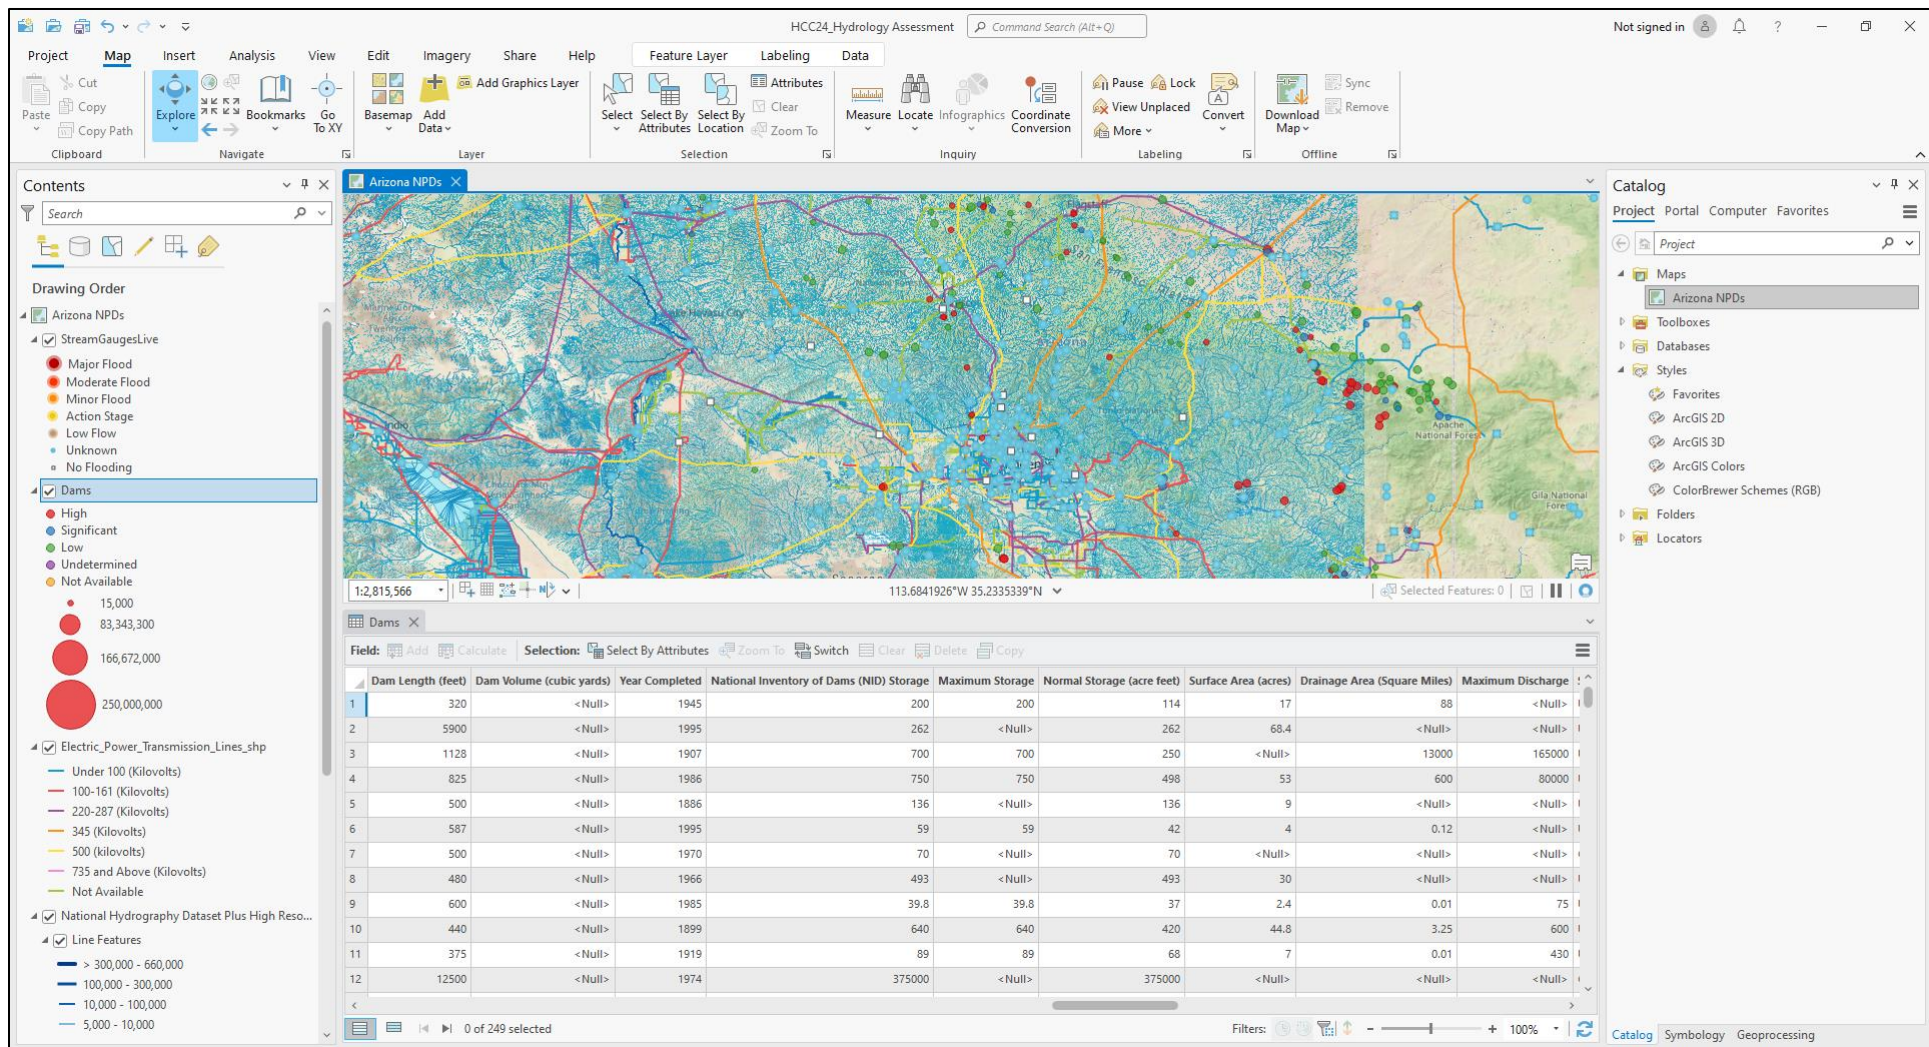 HCC24_Hydrology Assessment
Command Search (Alt+Q)
Not signed in
Project Map Insert Analysis View Edit Imagery Share Help Feature Layer Labeling Data
Paste
Cut
Copy
Copy Path
Clipboard
Explore
Bookmarks
Go To XY
Navigate
Basemap
Add Data
Add Graphics Layer
Layer
Select
Select By Attributes
Select By Location
Attributes
Clear
Zoom To
Selection
Measure
Locate
Infographics
Coordinate Conversion
Inquiry
Pause
Lock
View Unplaced
More
Convert
Labeling
Download Map
Sync
Remove
Offline
Contents
Search
Drawing Order
Arizona NPDs
StreamGaugesLive
Major Flood
Moderate Flood
Minor Flood
Action Stage
Low Flow
Unknown
No Flooding
Dams
High
Significant
Low
Undetermined
Not Available
15,000
83,343,300
166,672,000
250,000,000
Electric_Power_Transmission_Lines_shp
Under 100 (Kilovolts)
100-161 (Kilovolts)
220-287 (Kilovolts)
345 (Kilovolts)
500 (kilovolts)
735 and Above (Kilovolts)
Not Available
National Hydrography Dataset Plus High Reso...
Line Features
> 300,000 - 660,000
100,000 - 300,000
10,000 - 100,000
5,000 - 10,000
Arizona NPDs
Flagstaff
Lake Havasu City
Arizona
Indio
Apache
National Forest
Gila National
Forest
1:2,815,566
113.6841926°W 35.2335339°N
Selected Features: 0
Dams
Field: Add Calculate Selection: Select By Attributes Zoom To Switch Clear Delete Copy
Dam Length (feet) Dam Volume (cubic yards) Year Completed National Inventory of Dams (NID) Storage Maximum Storage Normal Storage (acre feet) Surface Area (acres) Drainage Area (Square Miles) Maximum Discharge
1 320 <Null> 1945 200 200 114 17 88 <Null>
2 5900 <Null> 1995 262 <Null> 262 68.4 <Null> <Null>
3 1128 <Null> 1907 700 700 250 <Null> 13000 165000
4 825 <Null> 1986 750 750 498 53 600 80000
5 500 <Null> 1886 136 <Null> 136 9 <Null> <Null>
6 587 <Null> 1995 59 59 42 4 0.12 <Null>
7 500 <Null> 1970 70 <Null> 70 <Null> <Null> <Null>
8 480 <Null> 1966 493 <Null> 493 30 <Null> <Null>
9 600 <Null> 1985 39.8 39.8 37 2.4 0.01 75
10 440 <Null> 1899 640 640 420 44.8 3.25 600
11 375 <Null> 1919 89 89 68 7 0.01 430
12 12500 <Null> 1974 375000 <Null> 375000 <Null> <Null> <Null>
0 of 249 selected
Filters:
100%
Catalog
Project Portal Computer Favorites
Project
Maps
Arizona NPDs
Toolboxes
Databases
Styles
Favorites
ArcGIS 2D
ArcGIS 3D
ArcGIS Colors
ColorBrewer Schemes (RGB)
Folders
Locators
Catalog Symbology Geoprocessing